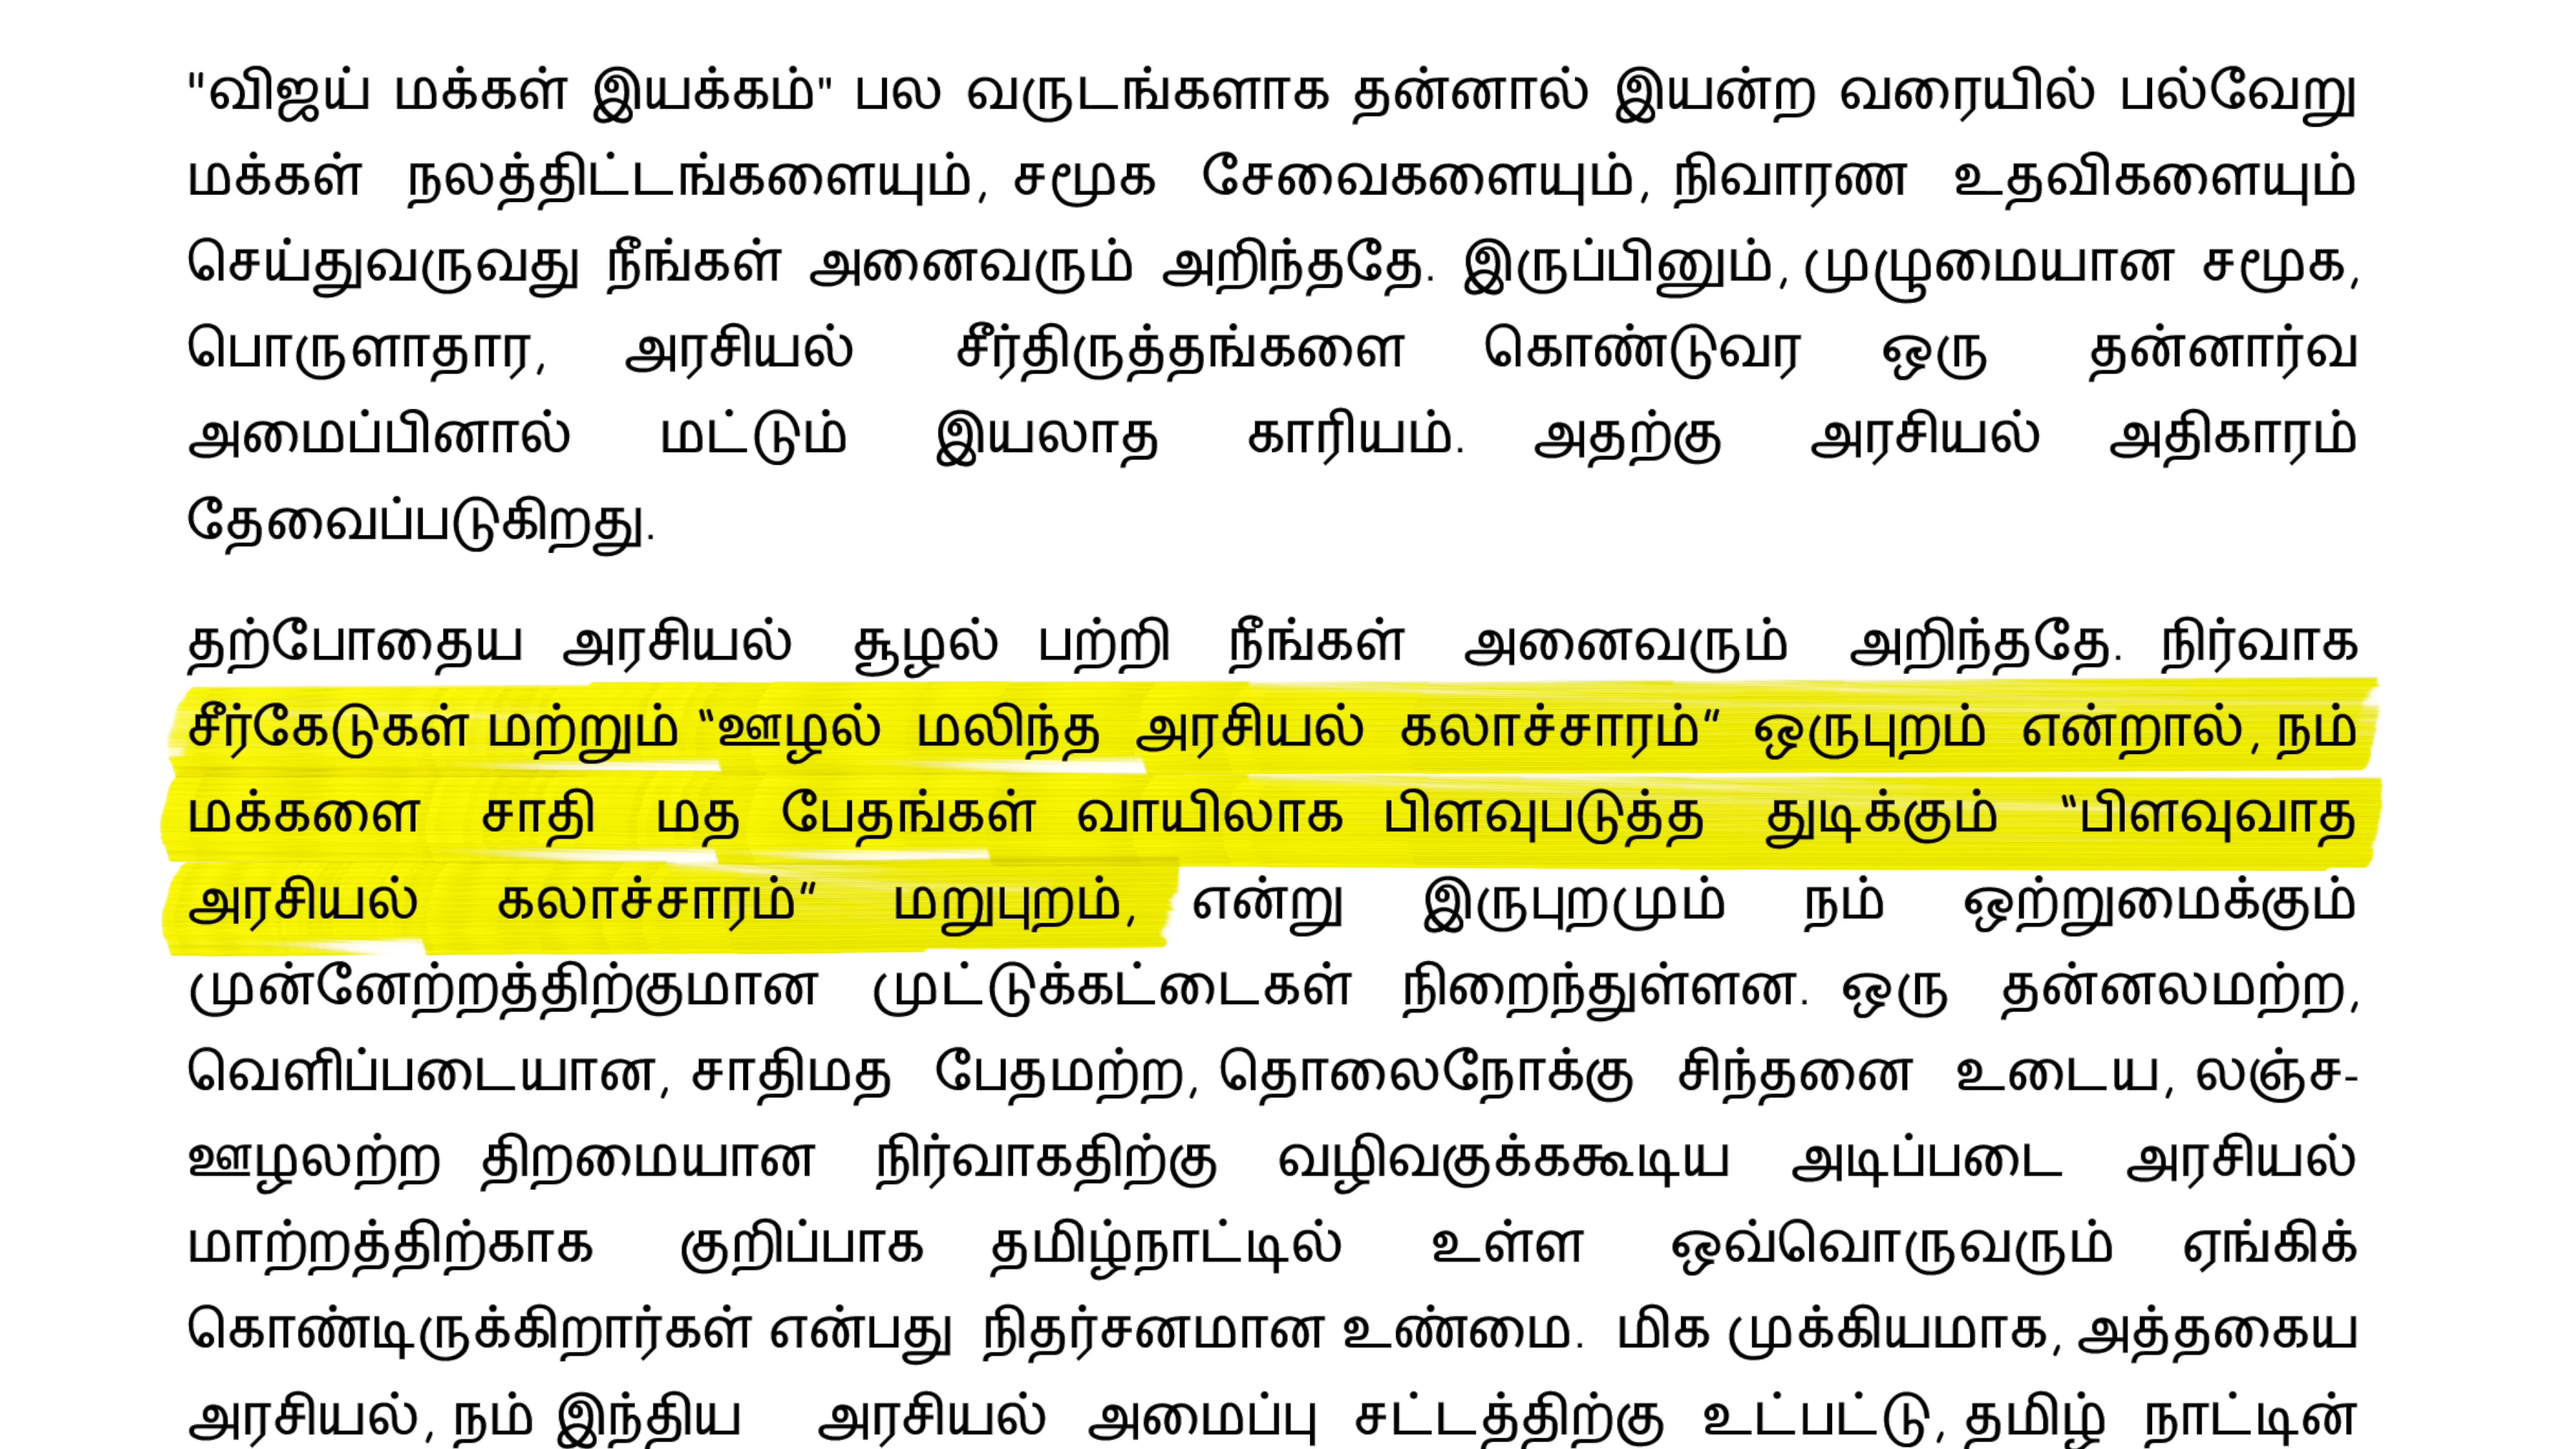 "விஜய் மக்கள் இயக்கம்" பல வருடங்களாக தன்னால் இயன்ற வரையில் பல்வேறு
மக்கள் நலத்திட்டங்களையும், சமூக சேவைகளையும், நிவாரண உதவிகளையும்
செய்துவருவது நீங்கள் அனைவரும் அறிந்ததே. இருப்பினும், முழுமையான சமூக,
பொருளாதார, அரசியல் சீர்திருத்தங்களை கொண்டுவர ஒரு தன்னார்வ
அமைப்பினால் மட்டும் இயலாத காரியம். அதற்கு அரசியல் அதிகாரம்
தேவைப்படுகிறது.
தற்போதைய அரசியல் சூழல் பற்றி நீங்கள் அனைவரும் அறிந்ததே. நிர்வாக
சீர்கேடுகள் மற்றும் “ஊழல் மலிந்த அரசியல் கலாச்சாரம்” ஒருபுறம் என்றால், நம்
மக்களை சாதி மத பேதங்கள் வாயிலாக பிளவுபடுத்த துடிக்கும் “பிளவுவாத
அரசியல் கலாச்சாரம்” மறுபுறம், என்று இருபுறமும் நம் ஒற்றுமைக்கும்
முன்னேற்றத்திற்குமான முட்டுக்கட்டைகள் நிறைந்துள்ளன. ஒரு தன்னலமற்ற,
வெளிப்படையான, சாதிமத பேதமற்ற, தொலைநோக்கு சிந்தனை உடைய, லஞ்ச-
ஊழலற்ற திறமையான நிர்வாகதிற்கு வழிவகுக்ககூடிய அடிப்படை அரசியல்
மாற்றத்திற்காக குறிப்பாக தமிழ்நாட்டில் உள்ள ஒவ்வொருவரும் ஏங்கிக்
கொண்டிருக்கிறார்கள் என்பது நிதர்சனமான உண்மை. மிக முக்கியமாக, அத்தகைய
அரசியல், நம் இந்திய அரசியல் அமைப்பு சட்டத்திற்கு உட்பட்டு, தமிழ் நாட்டின்